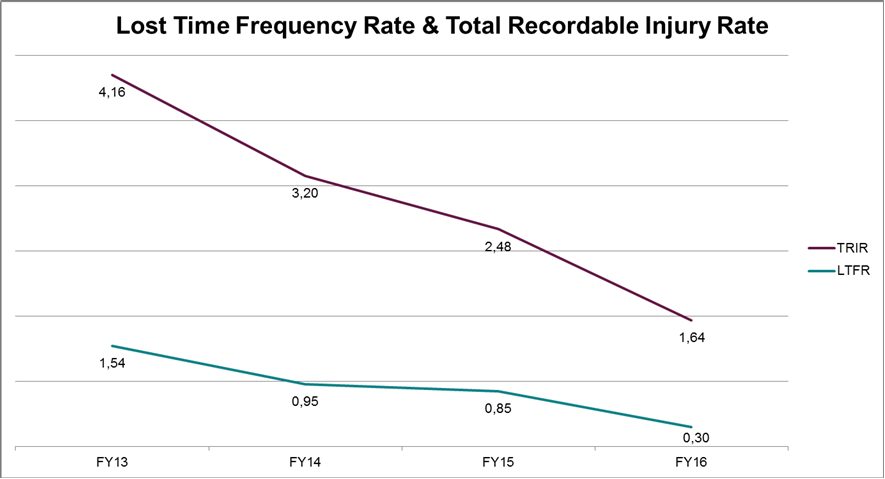 Lost Time Frequency Rate & Total Recordable Injury Rate
4,16
3,20
2,48
1,64
1,54
0,95
0,85
0,30
TRIR
LTFR
FY13 FY14 FY15 FY16